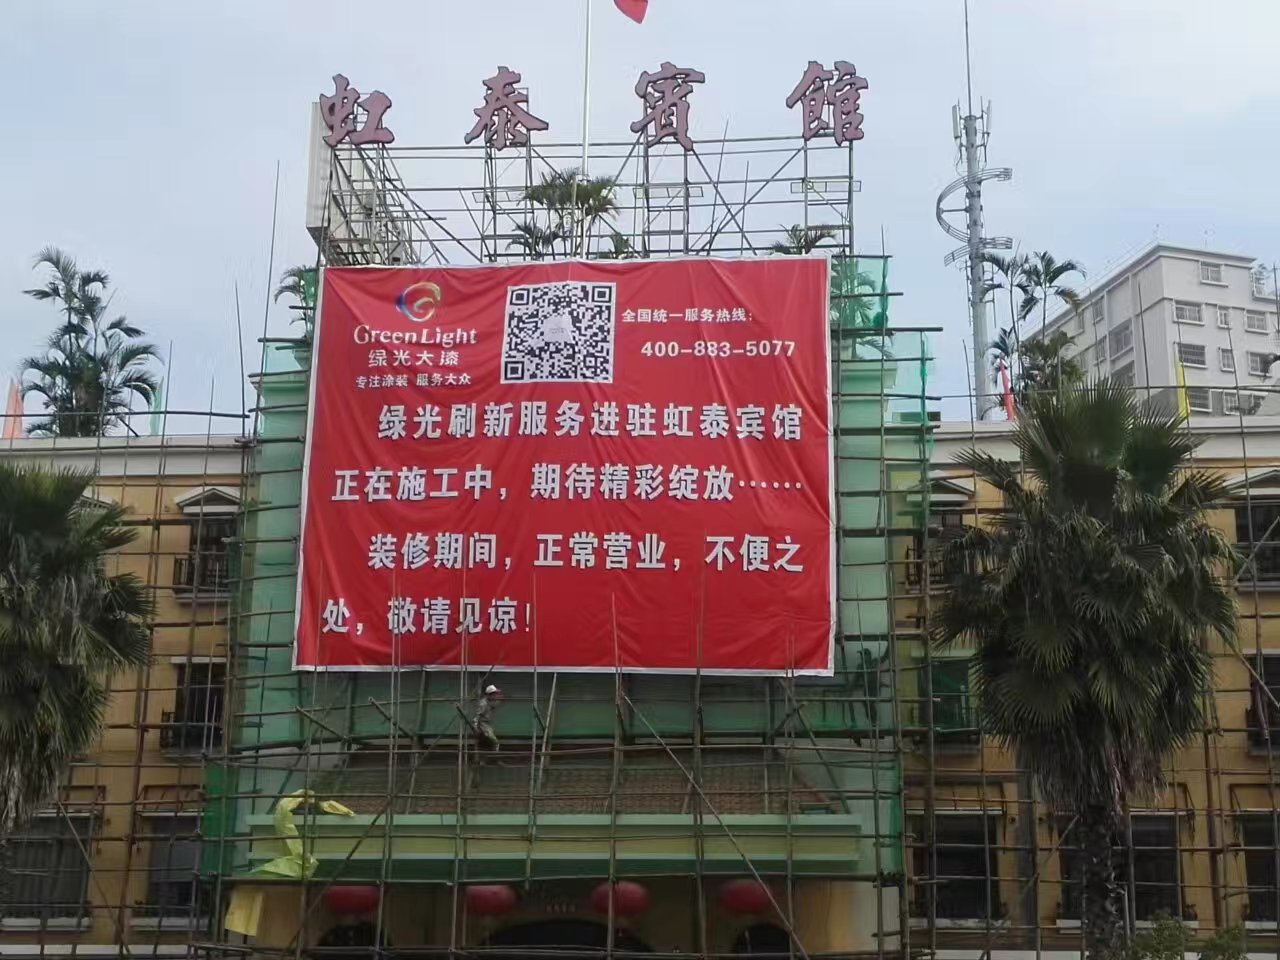 虹泰賓館
GreenLight
绿光大漆
专注涂装 服务大众
全国统一服务热线：
400-883-5077
绿光刷新服务进驻虹泰宾馆
正在施工中，期待精彩绽放……
装修期间，正常营业，不便之
处，敬请见谅！